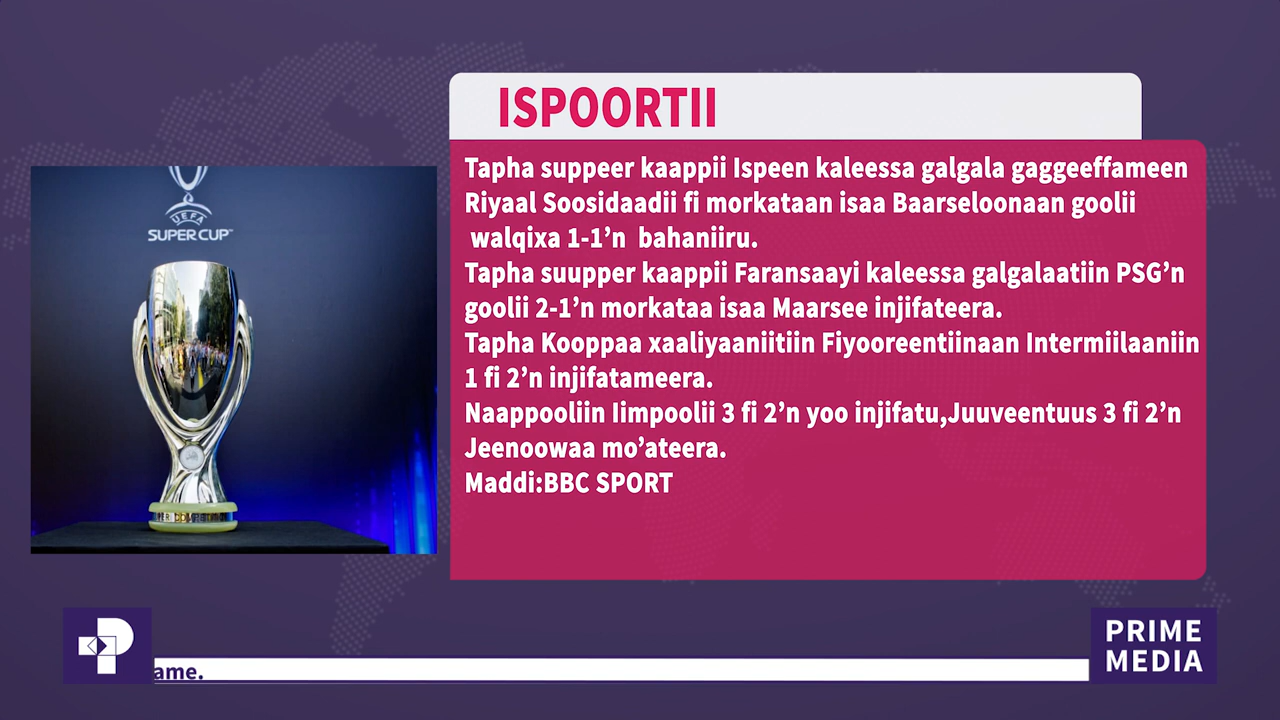 ISPOORTII
UEFA
SUPER CUP™
Tapha suppeer kaappii Ispeen kaleessa galgala gaggeeffameen
Riyaal Soosidaadii fi morkataan isaa Baarseloonaan goolii
walqixa 1-1’n bahaniiru.
Tapha suupper kaappii Faransaayi kaleessa galgalaatiin PSG’n
goolii 2-1’n morkataa isaa Maarsee injifateera.
Tapha Kooppaa xaaliyaaniitiin Fiyooreentiinaan Intermiilaaniin
1 fi 2’n injifatameera.
Naappooliin Iimpoolii 3 fi 2’n yoo injifatu,Juuveentuus 3 fi 2’n
Jeenoowaa mo’ateera.
Maddi:BBC SPORT
PRIME
MEDIA
ame.